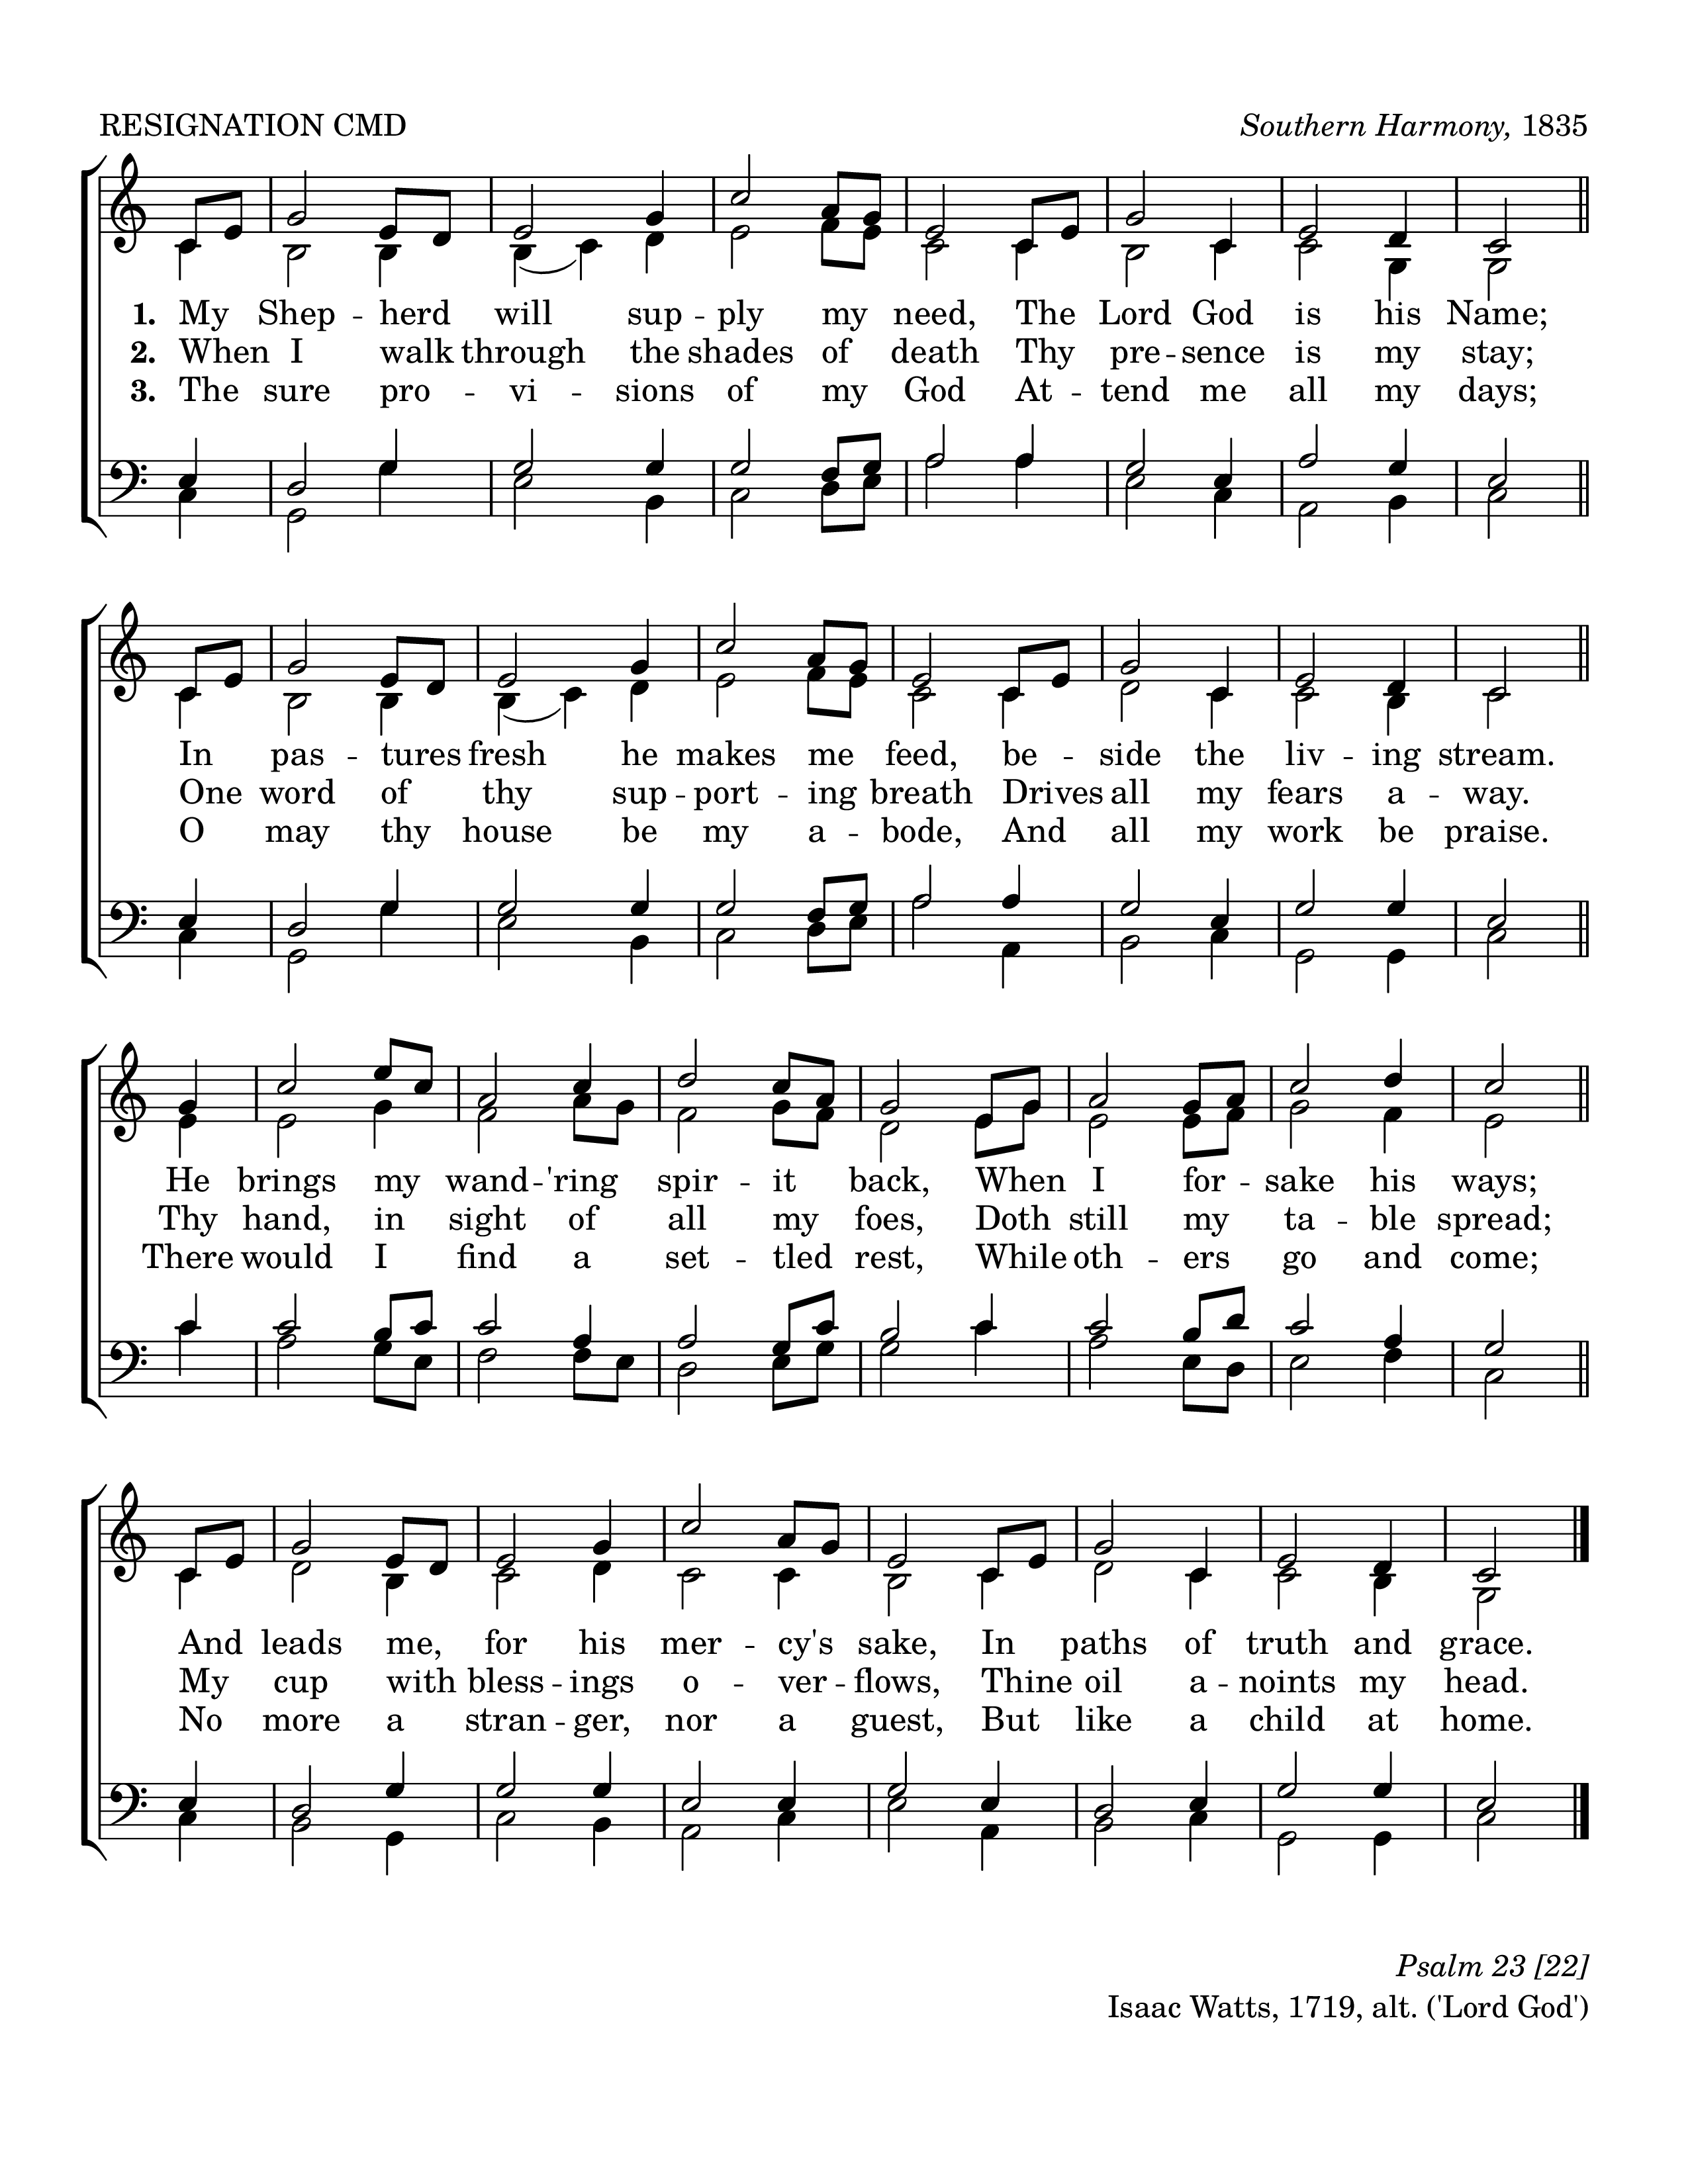 RESIGNATION CMD Southern Harmony, 1835
1. My Shep - herd will sup - ply my need, The Lord God is his Name;
2. When I walk through the shades of death Thy pre - sence is my stay;
3. The sure pro - vi - sions of my God At - tend me all my days;
In pas - tures fresh he makes me feed, be - side the liv - ing stream.
One word of thy sup - port - ing breath Drives all my fears a - way.
O may thy house be my a - bode, And all my work be praise.
He brings my wand - 'ring spir - it back, When I for - sake his ways;
Thy hand, in sight of all my foes, Doth still my ta - ble spread;
There would I find a set - tled rest, While oth - ers go and come;
And leads me, for his mer - cy's sake, In paths of truth and grace.
My cup with bless - ings o - ver - flows, Thine oil a - noints my head.
No more a stran - ger, nor a guest, But like a child at home.
Psalm 23 [22]
Isaac Watts, 1719, alt. ('Lord God')